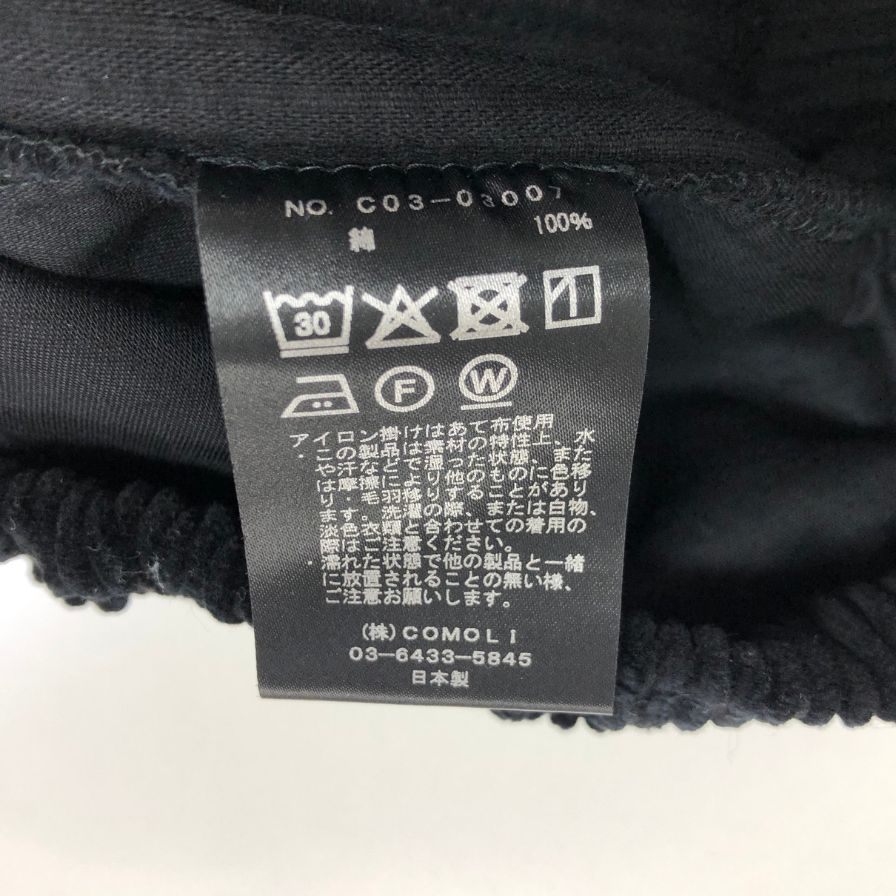 NO. C03-03007
綿 100%
30
F
W
アイロン掛けはあて布使用
・この製品は素材の特性上、水
や汗などで湿った状態、また
は摩擦により他のものに色移
り・毛羽移りすることがあり
ます。洗濯の際、または白物、
淡色衣類と合わせての着用の
際はご注意ください。
・濡れた状態で他の製品と一緒
に放置されることの無い様、
ご注意お願いします。
(株)COMOLI
03-6433-5845
日本製